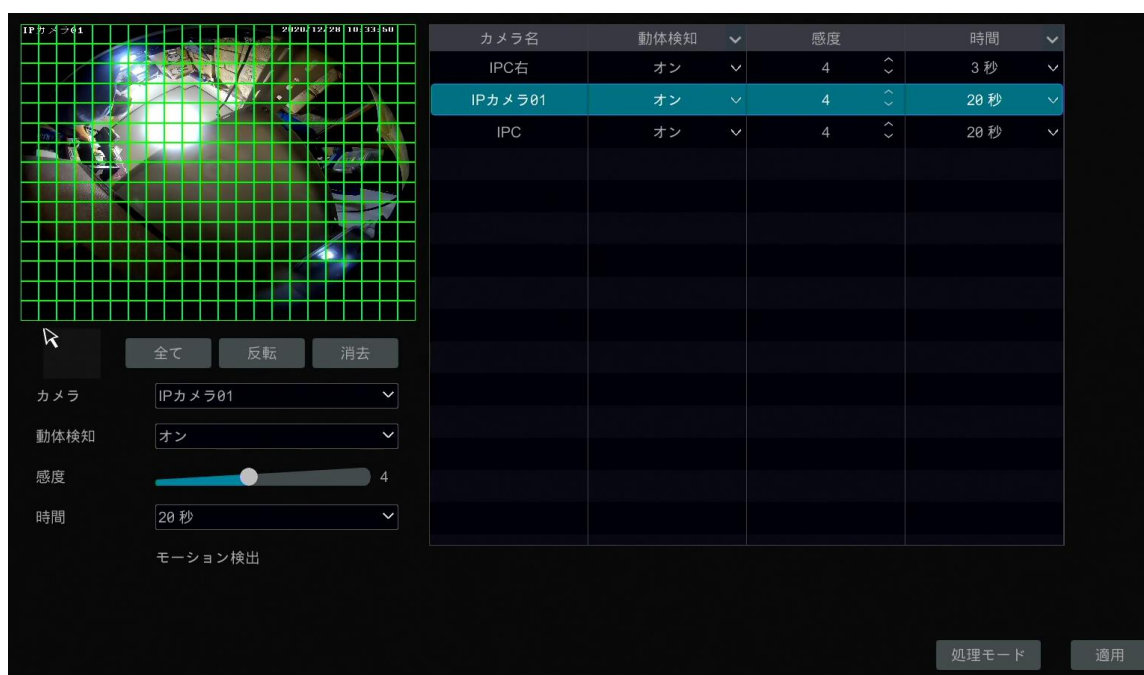 IPカメラ01 2020/12/28 10:33:50
全て 反転 消去
カメラ IPカメラ01
動体検知 オン
感度 4
時間 20 秒
モーション検出
カメラ名 動体検知 感度 時間
IPC右 オン 4 3 秒
IPカメラ01 オン 4 20 秒
IPC オン 4 20 秒
処理モード 適用